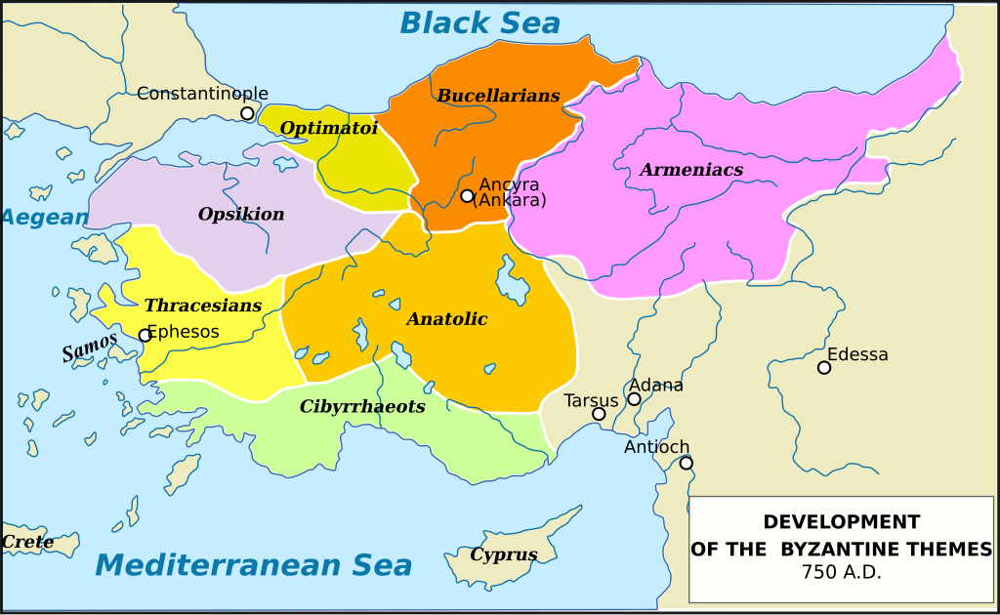 Black Sea
Constantinople
Bucellarians
Optimatoi
Armeniacs
Ancyra
(Ankara)
Aegean
Opsikion
Thracesians
Anatolic
Ephesos
Samos
Edessa
Adana
Tarsus
Cibyrrhaeots
Antioch
DEVELOPMENT
OF THE BYZANTINE THEMES
750 A.D.
Crete
Cyprus
Mediterranean Sea